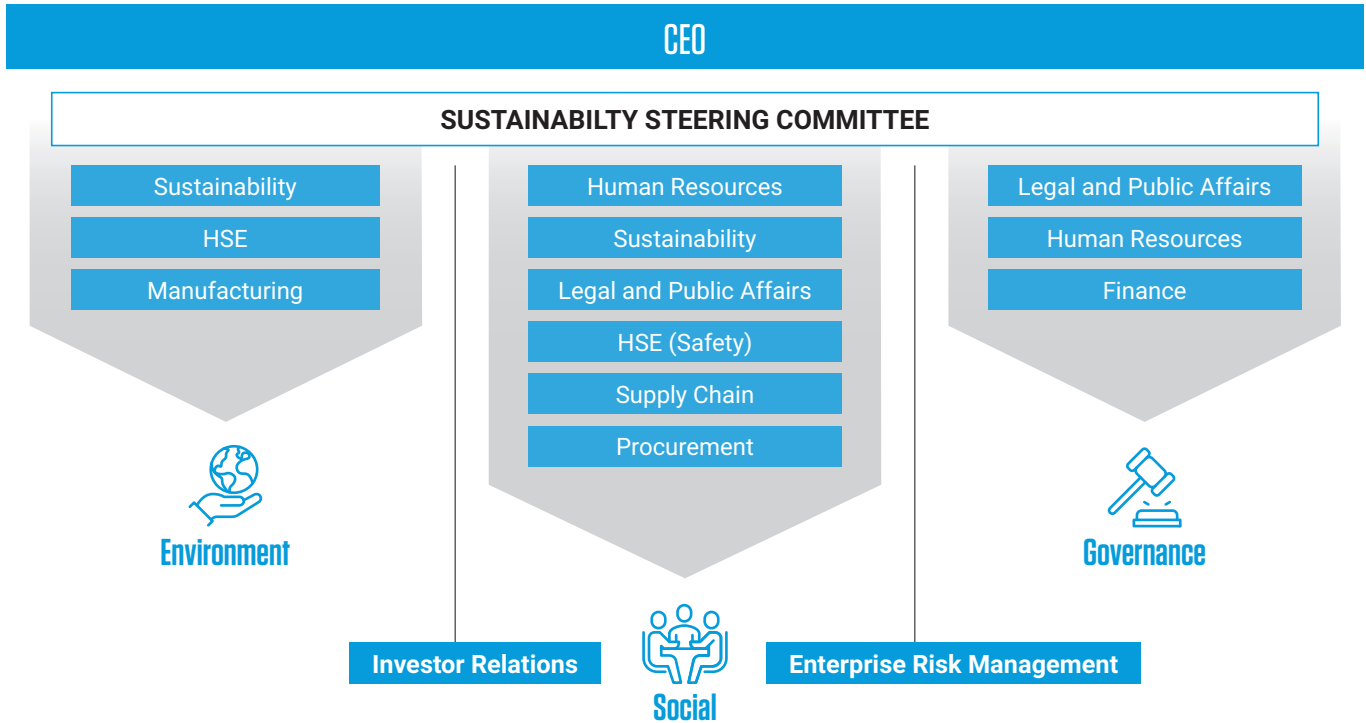 CEO
SUSTAINABILTY STEERING COMMITTEE
Sustainability
HSE
Manufacturing
Environment
Human Resources
Sustainability
Legal and Public Affairs
HSE (Safety)
Supply Chain
Procurement
Social
Legal and Public Affairs
Human Resources
Finance
Governance
Investor Relations
Enterprise Risk Management